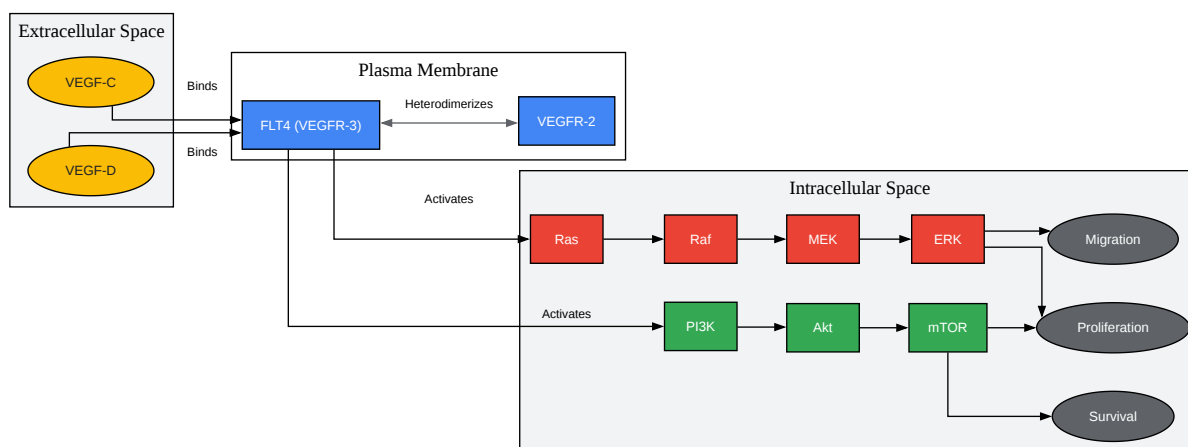 Extracellular Space
VEGF-C
VEGF-D
Binds
Binds
Plasma Membrane
FLT4 (VEGFR-3)
Heterodimerizes
VEGFR-2
Activates
Activates
Intracellular Space
Ras
Raf
MEK
ERK
Migration
PI3K
Akt
mTOR
Proliferation
Survival